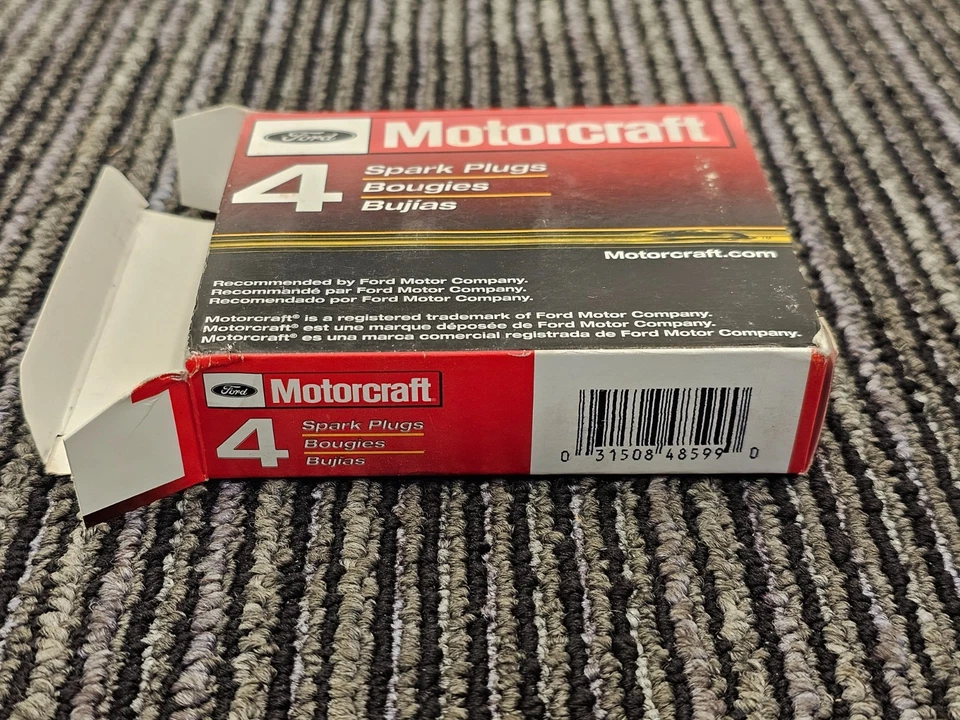 Ford Motorcraft
4 Spark Plugs
Bougies
Bujías
Motorcraft.com
Recommended by Ford Motor Company.
Recommandé par Ford Motor Company.
Recomendado por Ford Motor Company.
Motorcraft® is a registered trademark of Ford Motor Company.
Motorcraft® est une marque déposée de Ford Motor Company.
Motorcraft® es una marca comercial registrada de Ford Motor Company.
Ford Motorcraft
4 Spark Plugs
Bougies
Bujías
0 31508 48599 0